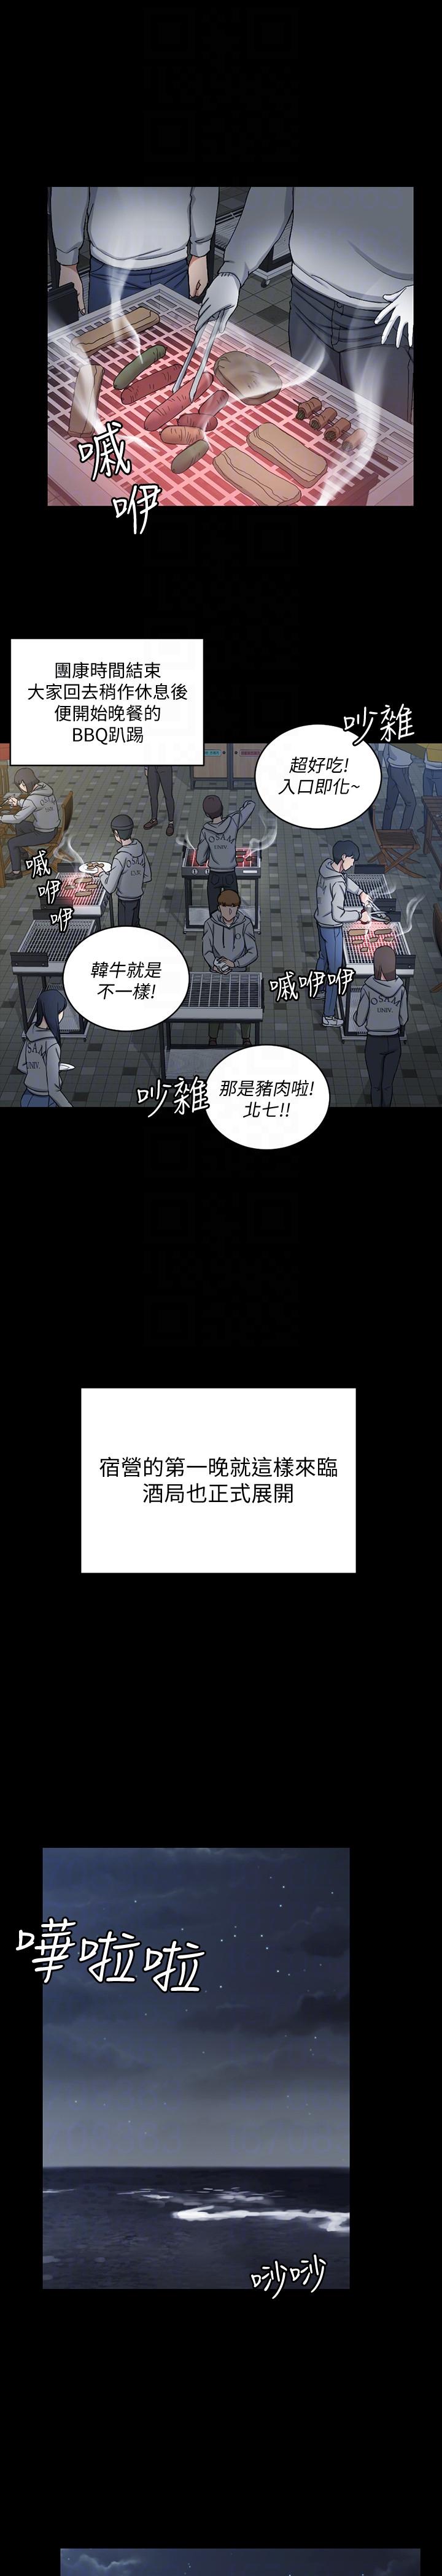 嘁
咿
團康時間結束
大家回去稍作休息後
便開始晚餐的
BBQ趴踢
吵雜
超好吃!
入口即化~
OSAM
UNIV.
嘁
咿
咿
韓牛就是
不一樣!
嘁咿咿
吵雜
那是豬肉啦!
北七!!
宿營的第一晚就這樣來臨
酒局也正式展開
嘩啦啦
唦唦